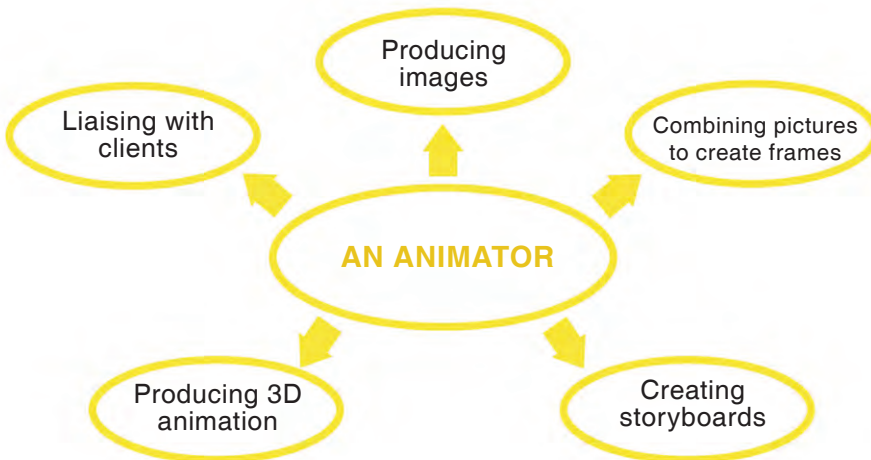 Producing
images
Liaising with
clients
Combining pictures
to create frames
AN ANIMATOR
Producing 3D
animation
Creating
storyboards